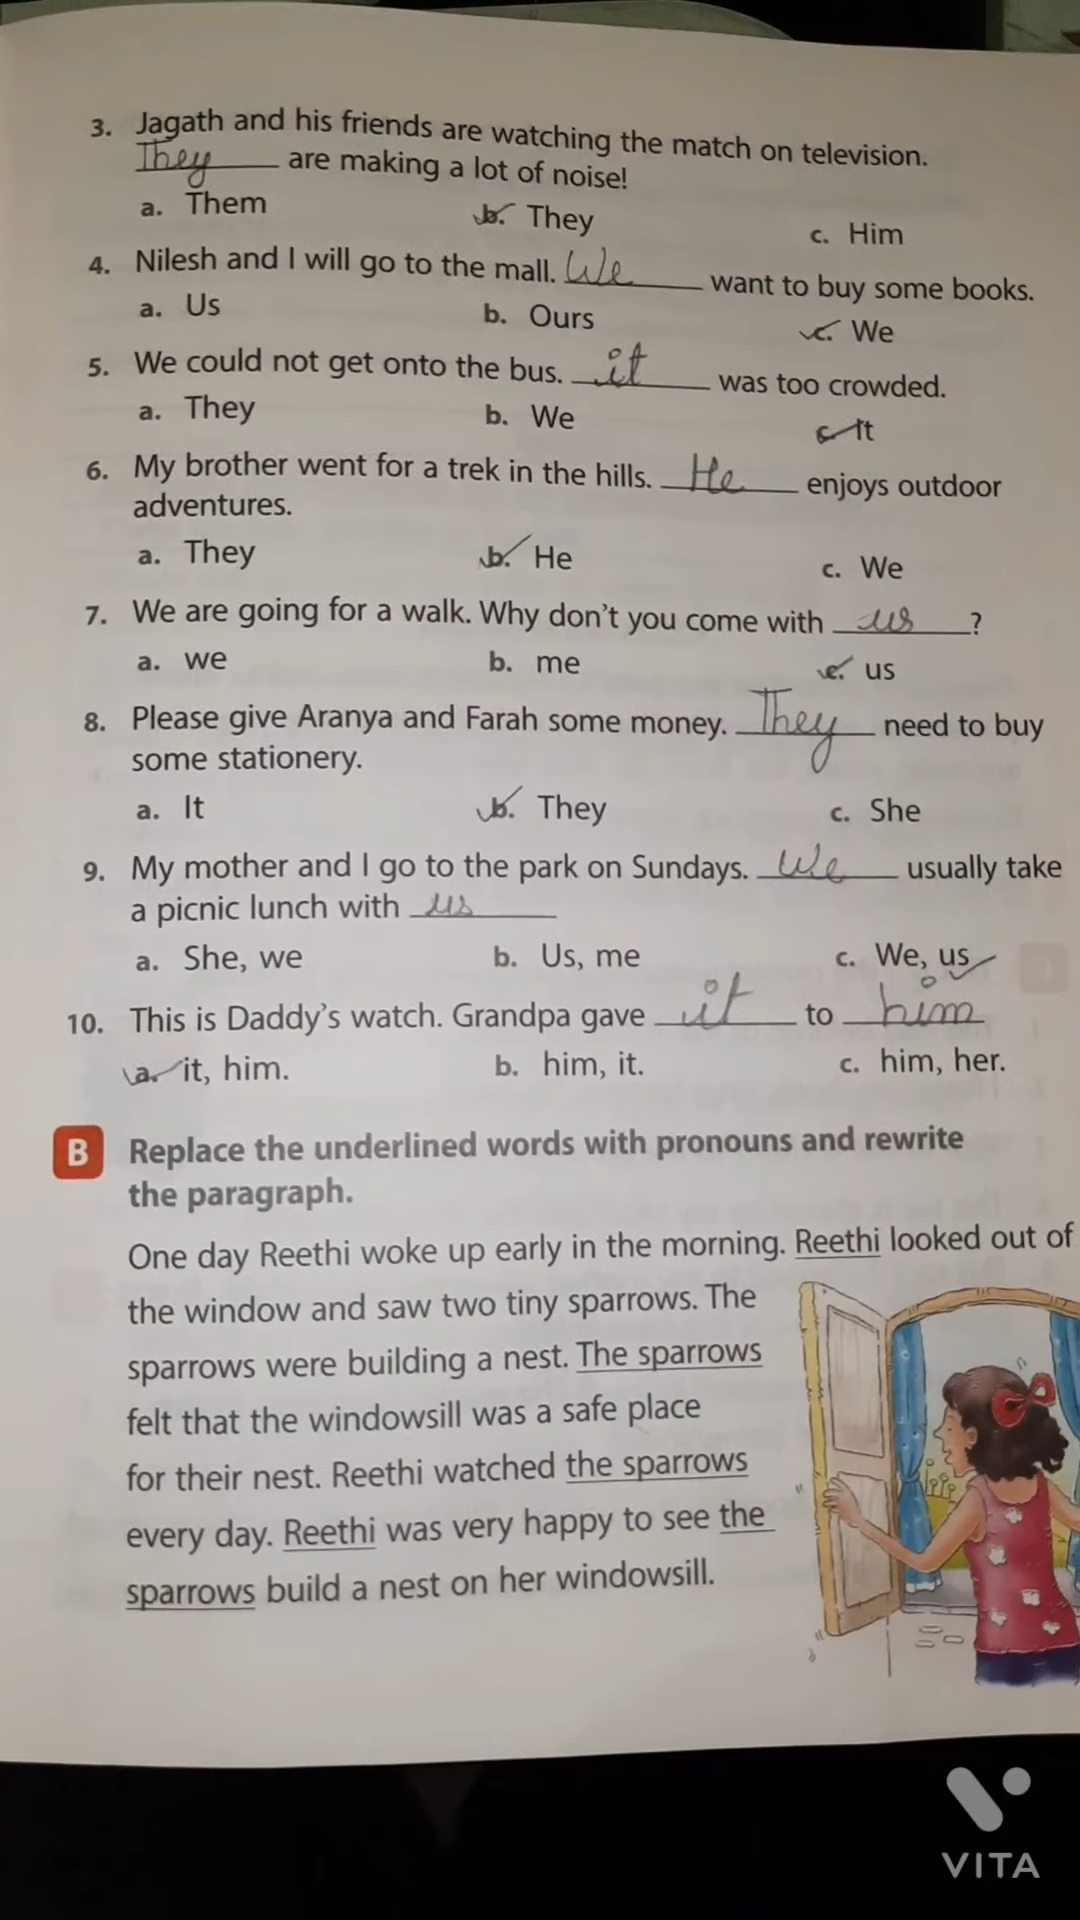 3. Jagath and his friends are watching the match on television.
They are making a lot of noise!
a. Them b. They c. Him
4. Nilesh and I will go to the mall. We want to buy some books.
a. Us b. Ours c. We
5. We could not get onto the bus. it was too crowded.
a. They b. We c. It
6. My brother went for a trek in the hills. He enjoys outdoor
adventures.
a. They b. He c. We
7. We are going for a walk. Why don't you come with us ?
a. we b. me c. us
8. Please give Aranya and Farah some money. They need to buy
some stationery.
a. It b. They c. She
9. My mother and I go to the park on Sundays. We usually take
a picnic lunch with us
a. She, we b. Us, me c. We, us
10. This is Daddy's watch. Grandpa gave it to him
a. it, him. b. him, it. c. him, her.
B Replace the underlined words with pronouns and rewrite
the paragraph.
One day Reethi woke up early in the morning. Reethi looked out of
the window and saw two tiny sparrows. The
sparrows were building a nest. The sparrows
felt that the windowsill was a safe place
for their nest. Reethi watched the sparrows
every day. Reethi was very happy to see the
sparrows build a nest on her windowsill.
VITA